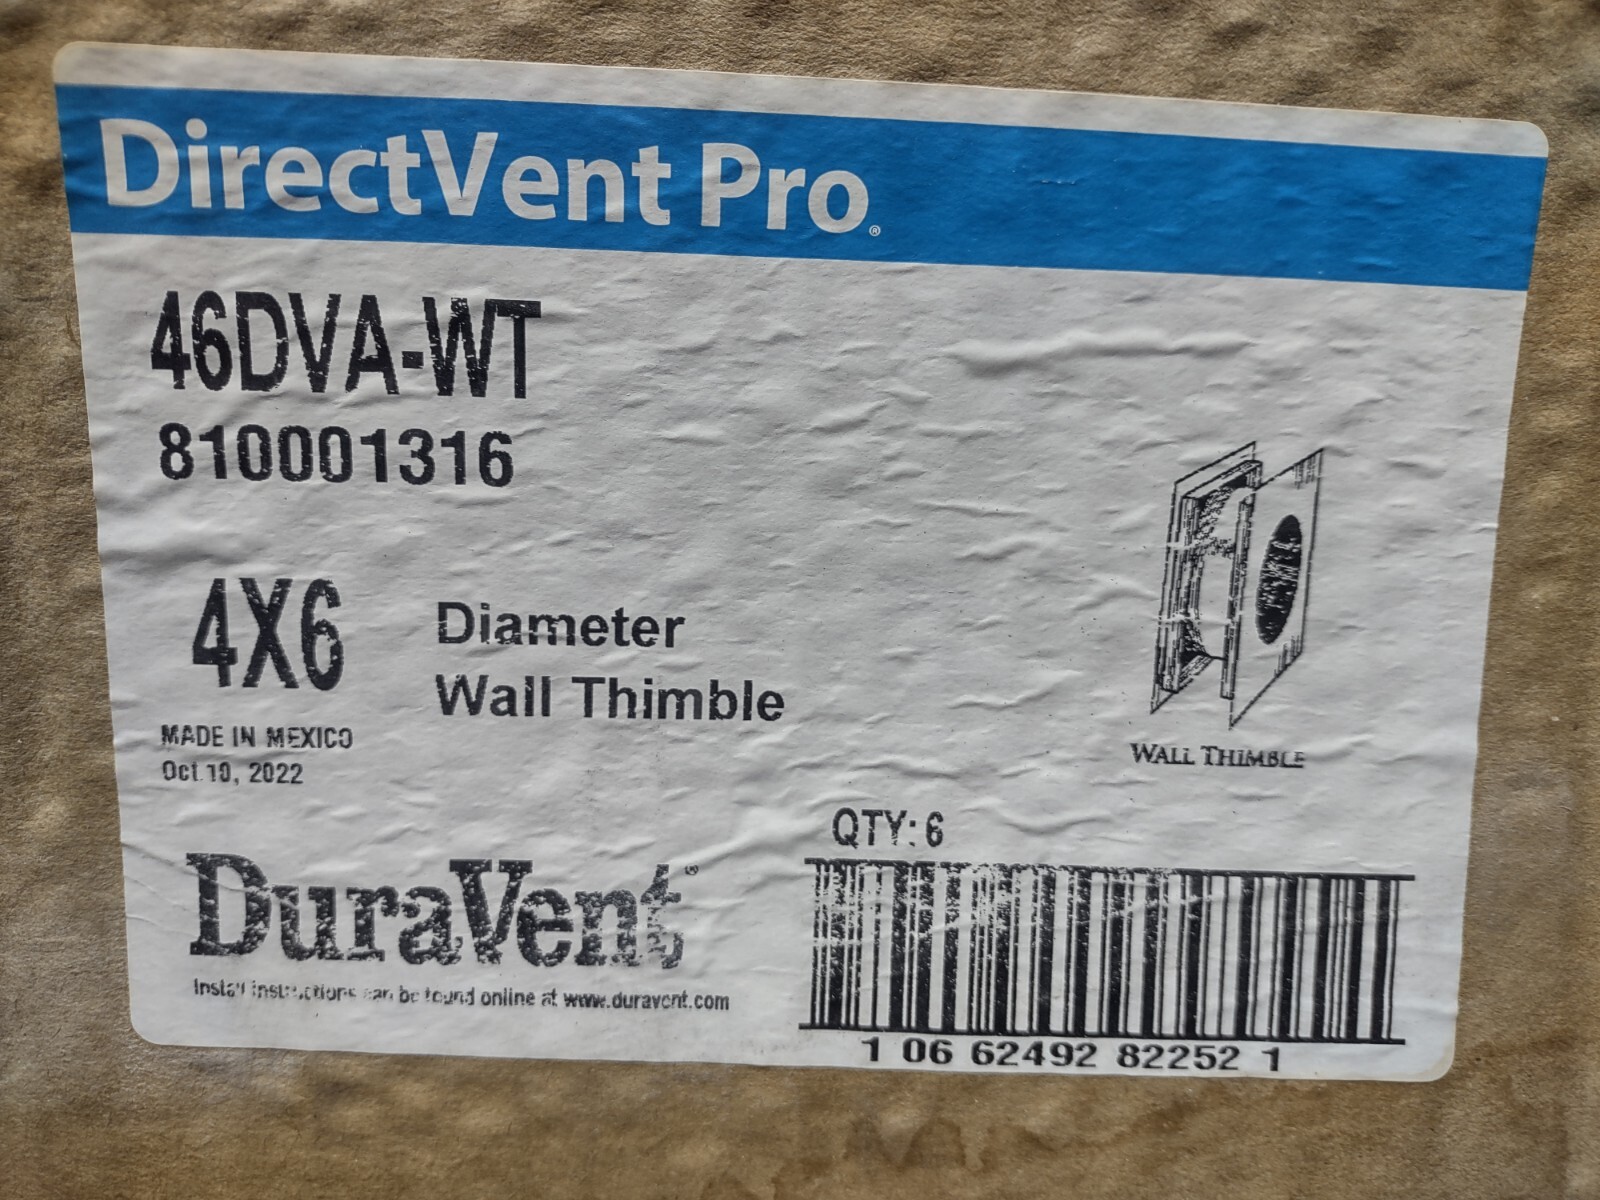 DirectVent Pro®
46DVA-WT
810001316
4X6
Diameter
Wall Thimble
MADE IN MEXICO
Oct 10, 2022
WALL THIMBLE
QTY: 6
DuraVent®
Install instructions can be found online at www.duravent.com
1 06 62492 82252 1